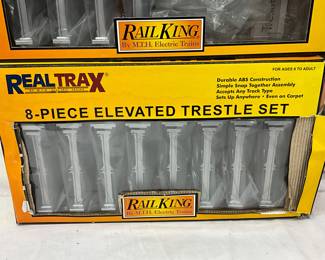 RAILKING
By M.T.H. Electric Trains
REALTRAX
FOR AGES 8 TO ADULT
Durable ABS Construction
Simple Snap Together Assembly
Accepts Any Track Type
Sets Up Anywhere • Even on Carpet
8-PIECE ELEVATED TRESTLE SET
RAILKING
By M.T.H. Electric Trains